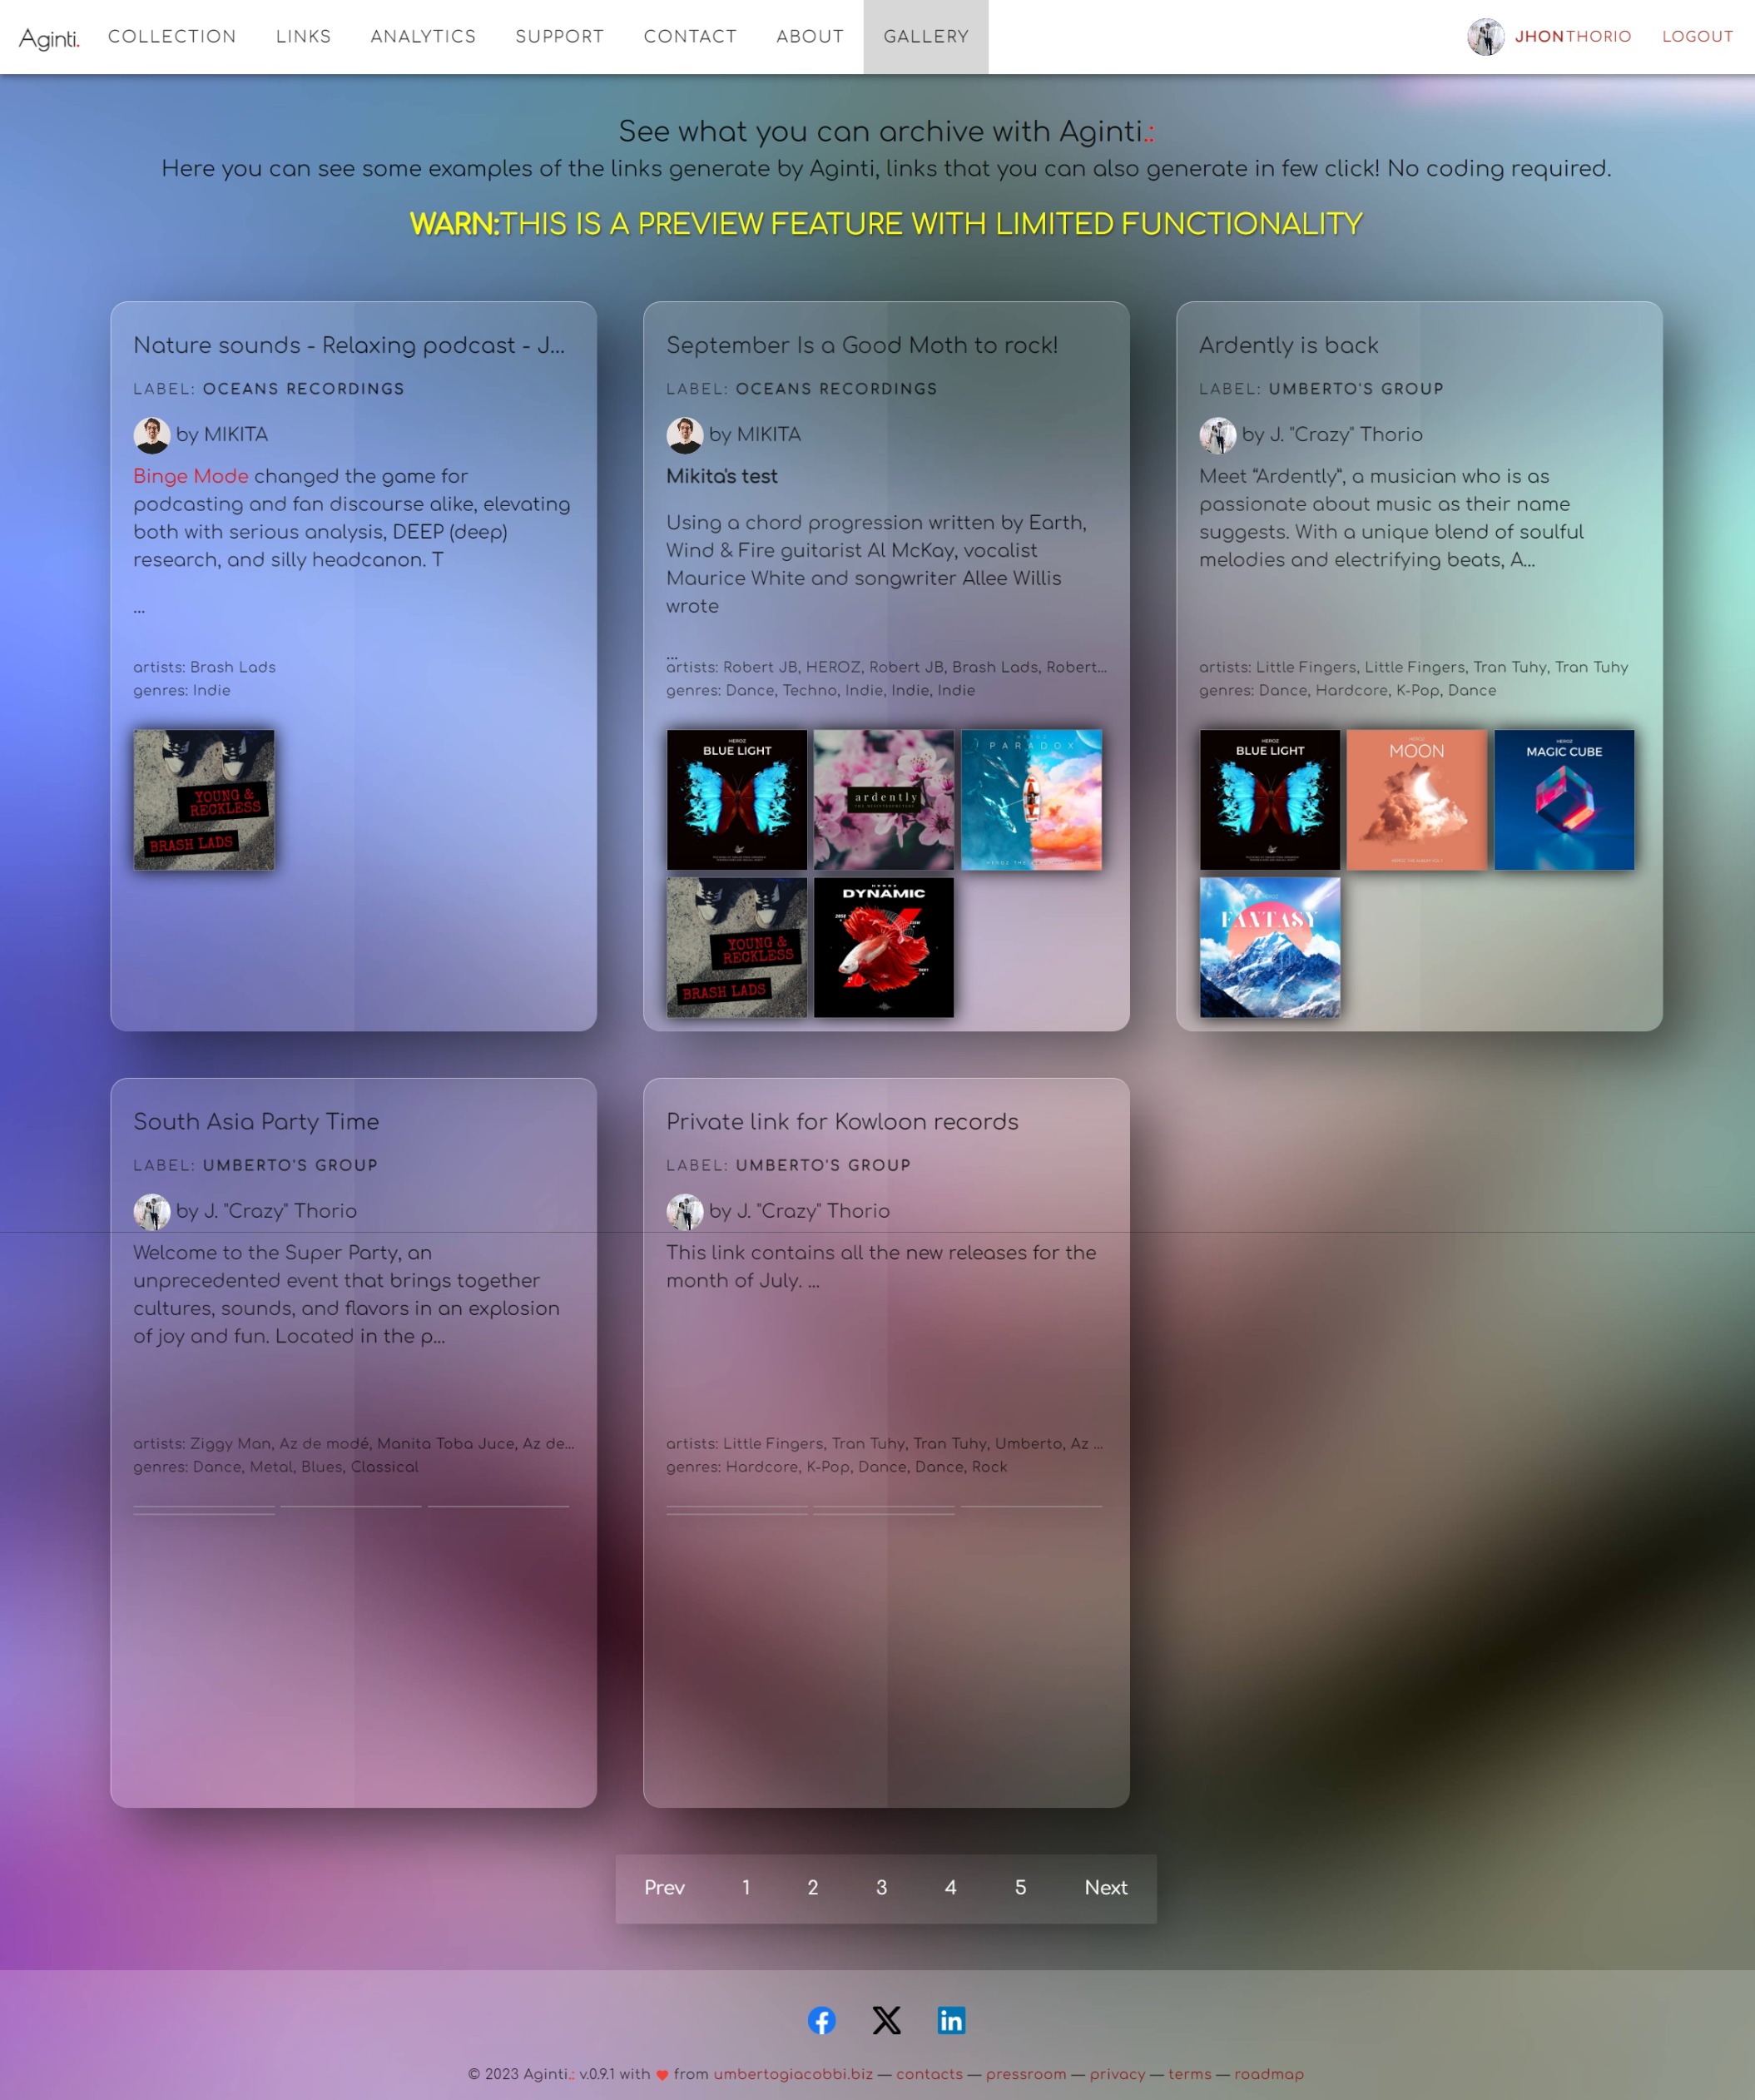 Aginti.
COLLECTION
LINKS
ANALYTICS
SUPPORT
CONTACT
ABOUT
GALLERY
JHONTHORIO
LOGOUT
See what you can archive with Aginti.:
Here you can see some examples of the links generate by Aginti, links that you can also generate in few click! No coding required.
WARN:THIS IS A PREVIEW FEATURE WITH LIMITED FUNCTIONALITY
Nature sounds - Relaxing podcast - J...
LABEL: OCEANS RECORDINGS
by MIKITA
Binge Mode changed the game for
podcasting and fan discourse alike, elevating
both with serious analysis, DEEP (deep)
research, and silly headcanon. T
...
artists: Brash Lads
genres: Indie
YOUNG &
RECKLESS
BRASH LADS
September Is a Good Moth to rock!
LABEL: OCEANS RECORDINGS
by MIKITA
Mikita's test
Using a chord progression written by Earth,
Wind & Fire guitarist Al McKay, vocalist
Maurice White and songwriter Allee Willis
wrote
...
artists: Robert JB, HEROZ, Robert JB, Brash Lads, Robert...
genres: Dance, Techno, Indie, Indie, Indie
HEROZ
BLUE LIGHT
ardently
HEROZ
PARADOX
YOUNG &
RECKLESS
BRASH LADS
HEROZ
DYNAMIC
Ardently is back
LABEL: UMBERTO'S GROUP
by J. "Crazy" Thorio
Meet “Ardently”, a musician who is as
passionate about music as their name
suggests. With a unique blend of soulful
melodies and electrifying beats, A...
artists: Little Fingers, Little Fingers, Tran Tuhy, Tran Tuhy
genres: Dance, Hardcore, K-Pop, Dance
HEROZ
BLUE LIGHT
HEROZ
MOON
HEROZ THE ALBUM VOL.1
HEROZ
MAGIC CUBE
FANTASY
South Asia Party Time
LABEL: UMBERTO'S GROUP
by J. "Crazy" Thorio
Welcome to the Super Party, an
unprecedented event that brings together
cultures, sounds, and flavors in an explosion
of joy and fun. Located in the p...
artists: Ziggy Man, Az de modé, Manita Toba Juce, Az de...
genres: Dance, Metal, Blues, Classical
Private link for Kowloon records
LABEL: UMBERTO'S GROUP
by J. "Crazy" Thorio
This link contains all the new releases for the
month of July. ...
artists: Little Fingers, Tran Tuhy, Tran Tuhy, Umberto, Az ...
genres: Hardcore, K-Pop, Dance, Dance, Rock
Prev 1 2 3 4 5 Next
© 2023 Aginti.: v.0.9.1 with ❤ from umbertogiacobbi.biz — contacts — pressroom — privacy — terms — roadmap